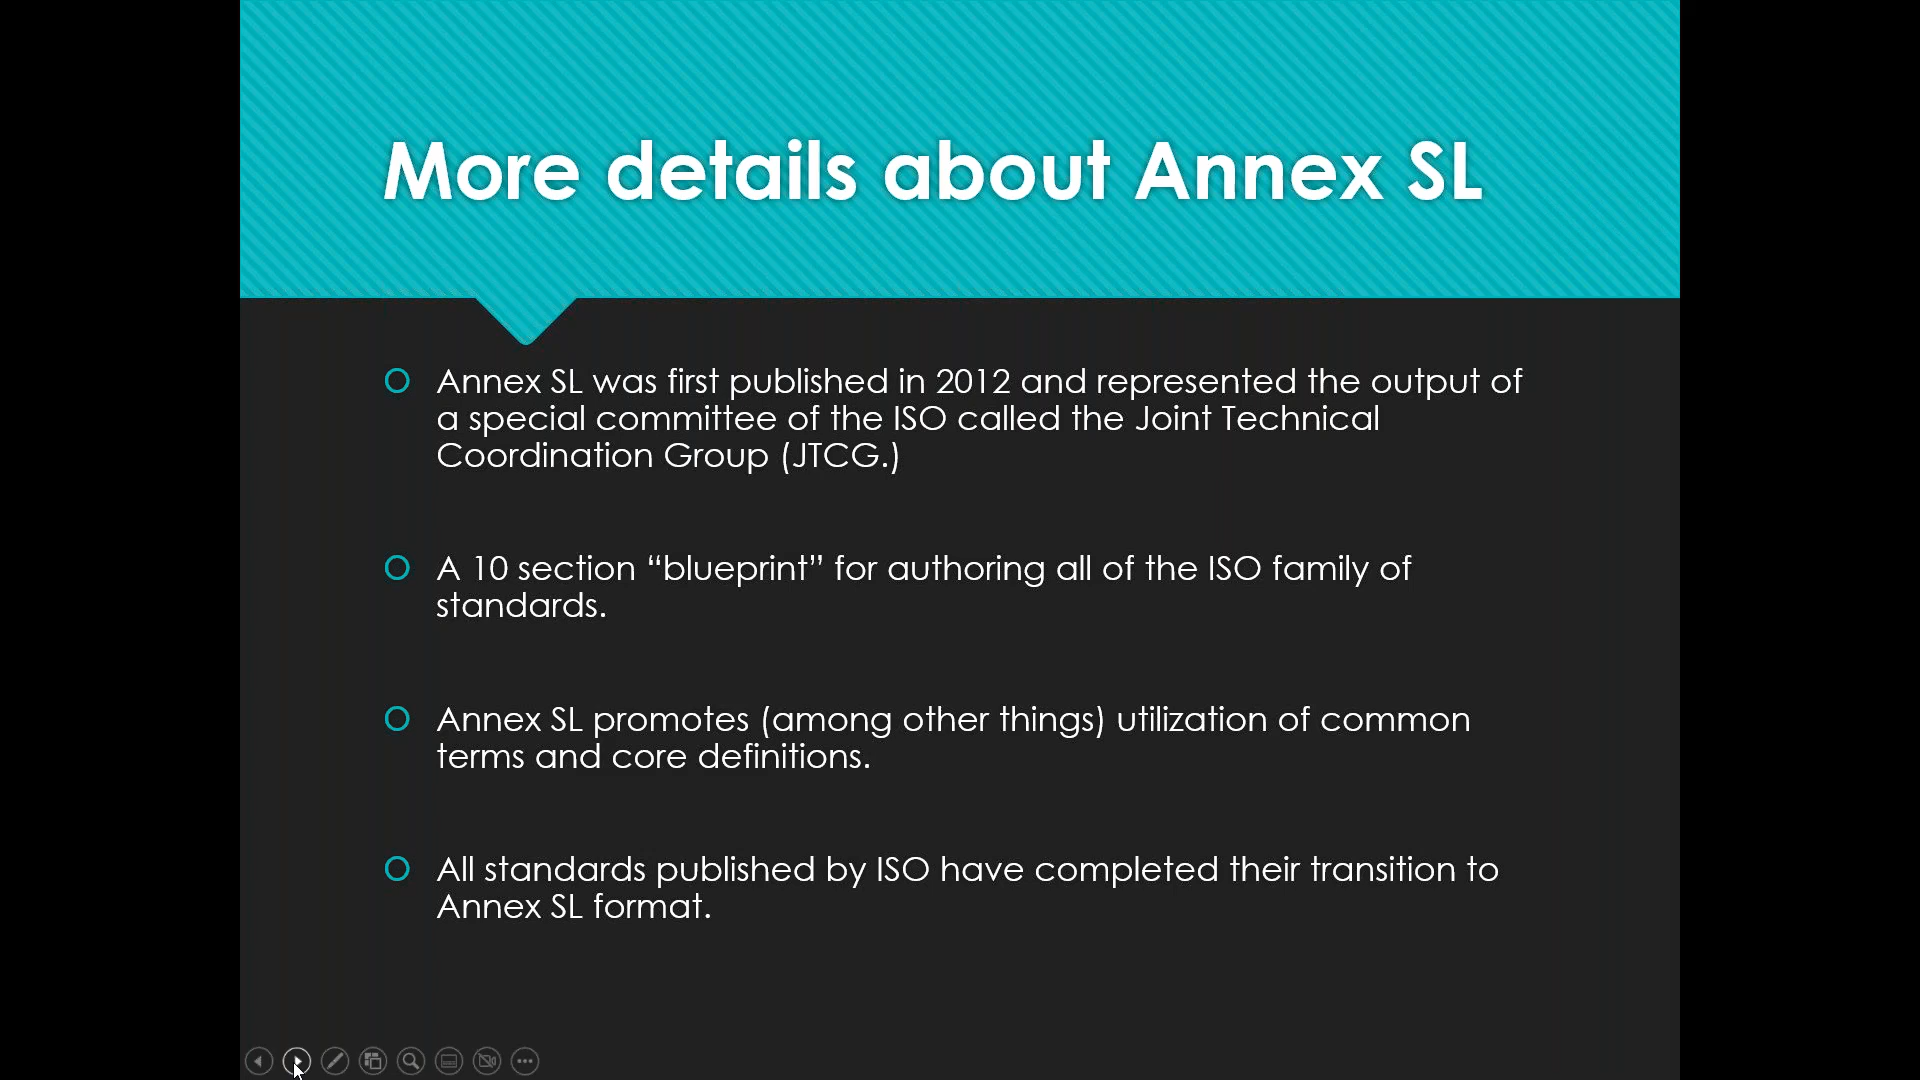 More details about Annex SL
Annex SL was first published in 2012 and represented the output of
a special committee of the ISO called the Joint Technical
Coordination Group (JTCG.)
A 10 section “blueprint” for authoring all of the ISO family of
standards.
Annex SL promotes (among other things) utilization of common
terms and core definitions.
All standards published by ISO have completed their transition to
Annex SL format.